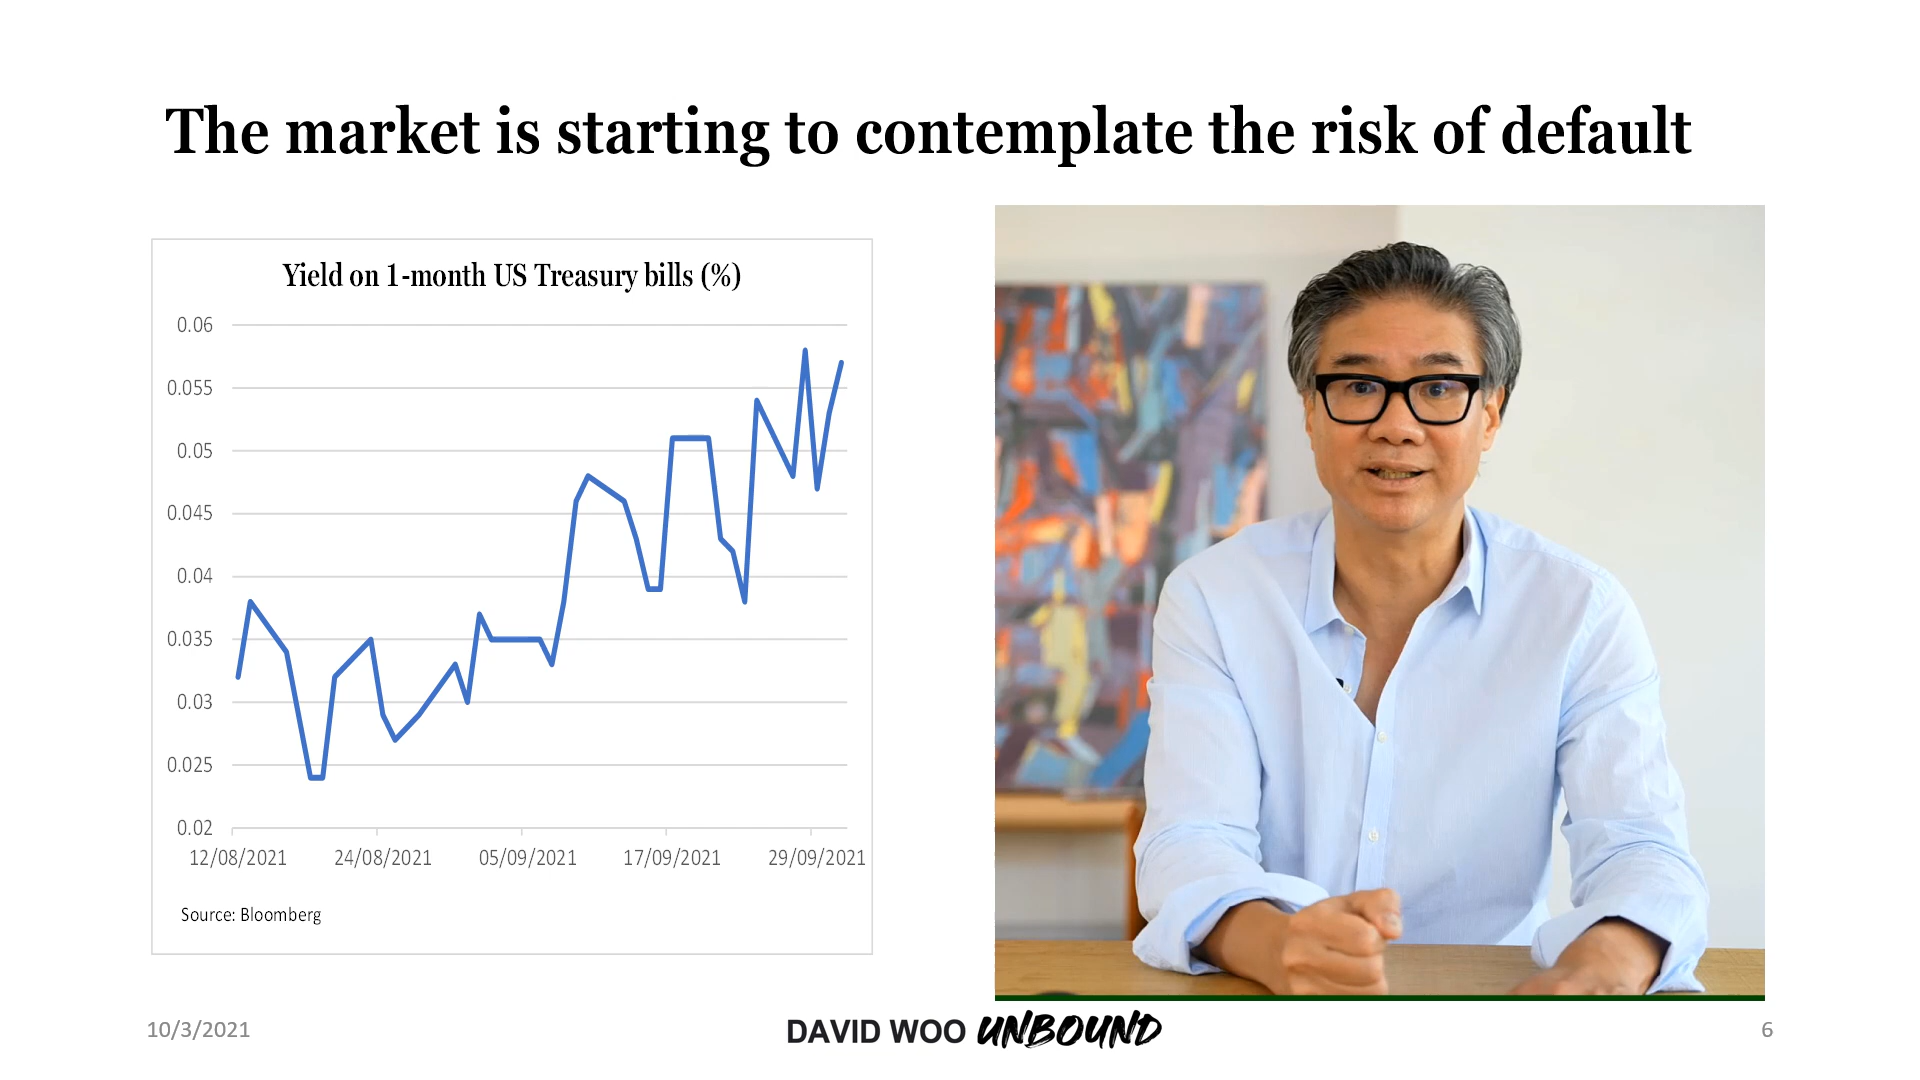 The market is starting to contemplate the risk of default
Yield on 1-month US Treasury bills (%)
0.06
0.055
0.05
0.045
0.04
0.035
0.03
0.025
0.02
12/08/2021 24/08/2021 05/09/2021 17/09/2021 29/09/2021
Source: Bloomberg
10/3/2021 DAVID WOO UNBOUND 6